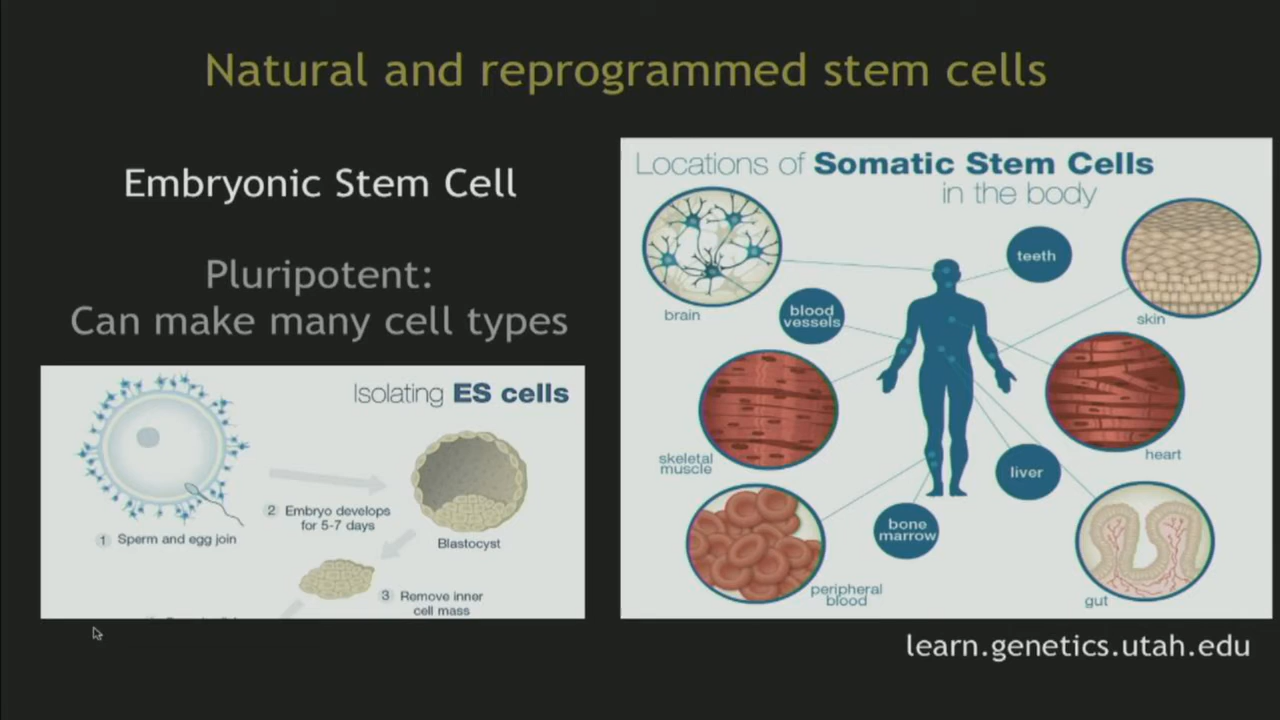 Natural and reprogrammed stem cells
Embryonic Stem Cell
Pluripotent:
Can make many cell types
Isolating ES cells
1 Sperm and egg join
2 Embryo develops
for 5-7 days
Blastocyst
3 Remove inner
cell mass
Locations of Somatic Stem Cells
in the body
brain
teeth
skin
blood
vessels
skeletal
muscle
heart
liver
bone
marrow
peripheral
blood
gut
learn.genetics.utah.edu